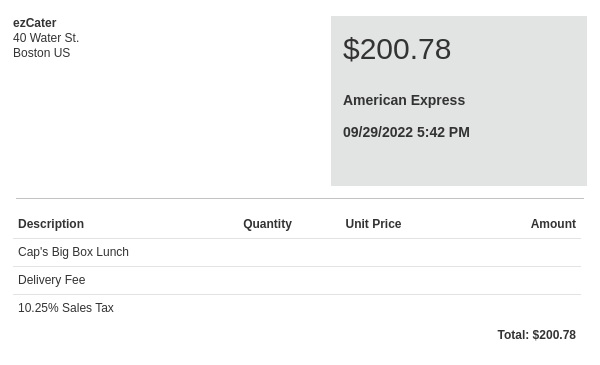 ezCater
40 Water St.
Boston US
$200.78
American Express
09/29/2022 5:42 PM
Description Quantity Unit Price Amount
Cap's Big Box Lunch
Delivery Fee
10.25% Sales Tax
Total: $200.78